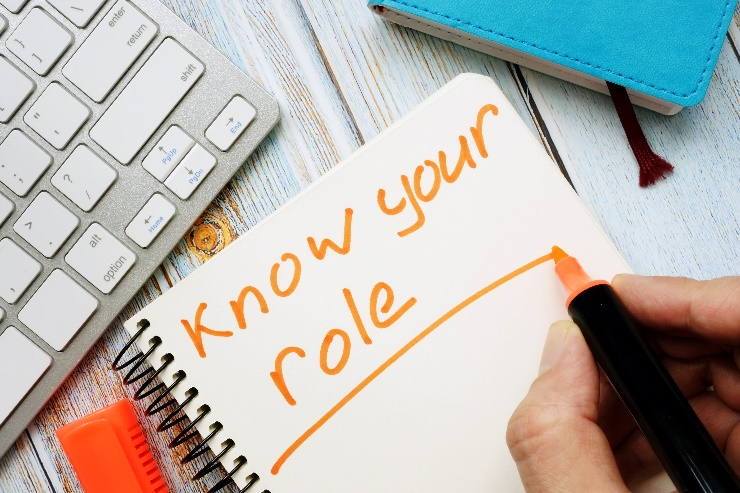 Know your
role
enter
return
shift
PgUp
PgDn
End
Home
alt
option
?
/
>
.
"
'
}
]